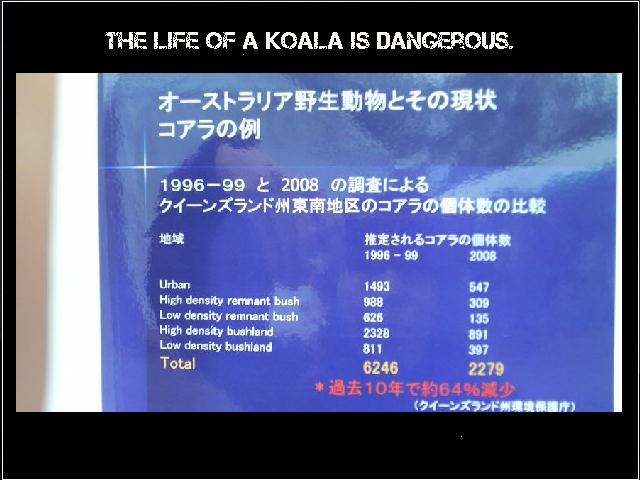 THE LIFE OF A KOALA IS DANGEROUS.
オーストラリア野生動物とその現状
コアラの例
1996-99 と 2008 の調査による
クイーンズランド州東南地区のコアラの個体数の比較
地域 推定されるコアラの個体数
1996 - 99 2008
Urban 1493 547
High density remnant bush 988 309
Low density remnant bush 626 135
High density bushland 2328 891
Low density bushland 811 397
Total 6246 2279
*過去10年で約64%減少
(クイーンズランド州環境保護庁)